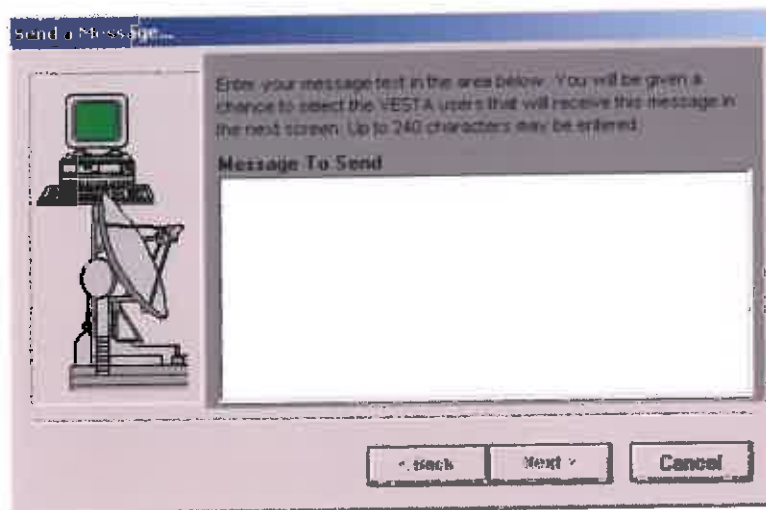 Send a Message...
Enter your message text in the area below. You will be given a
chance to select the VESTA users that will receive this message in
the next screen. Up to 240 characters may be entered.
Message To Send
< Back
Next >
Cancel